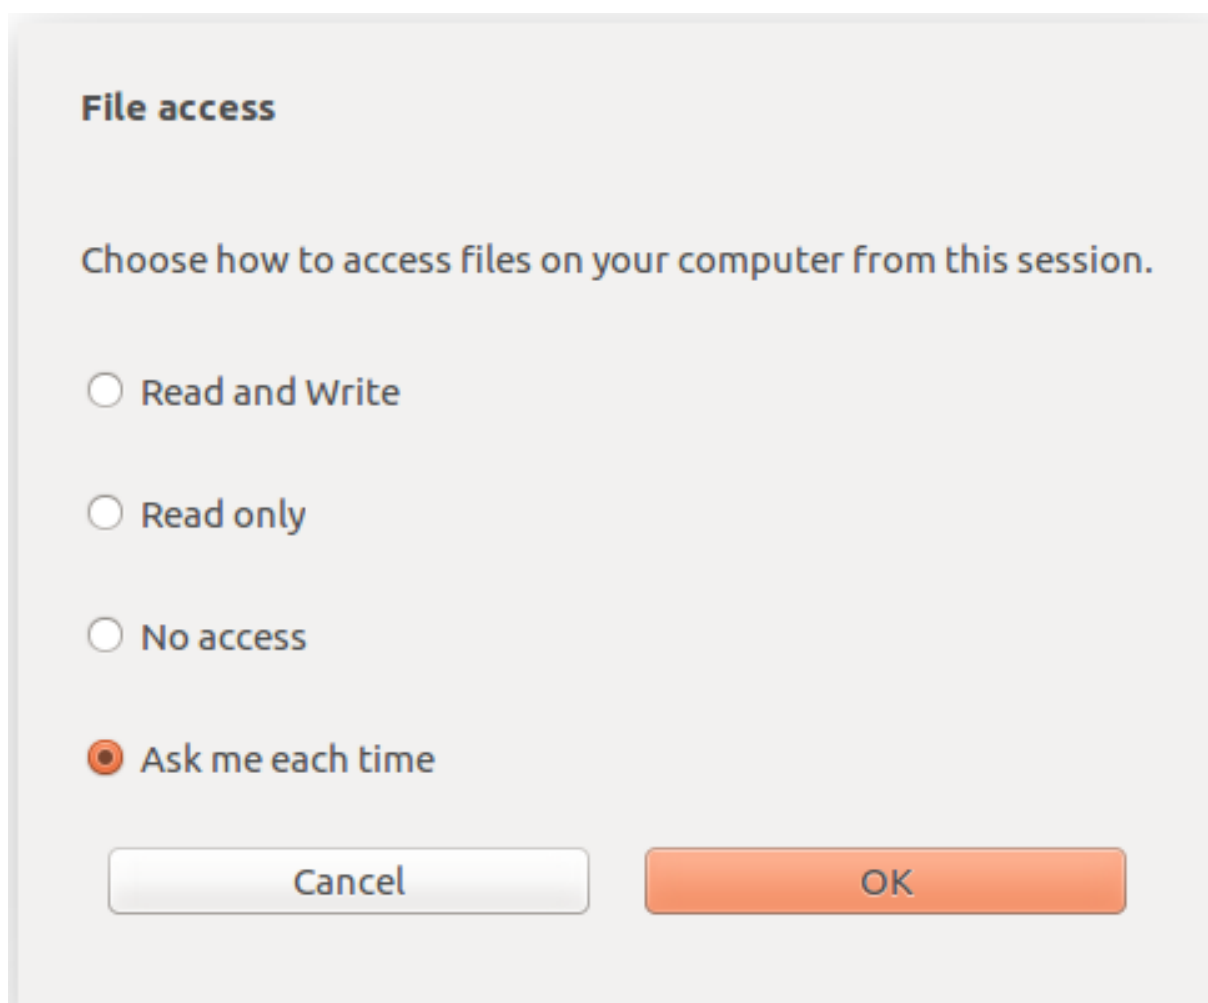 File access
Choose how to access files on your computer from this session.
Read and Write
Read only
No access
Ask me each time
Cancel OK